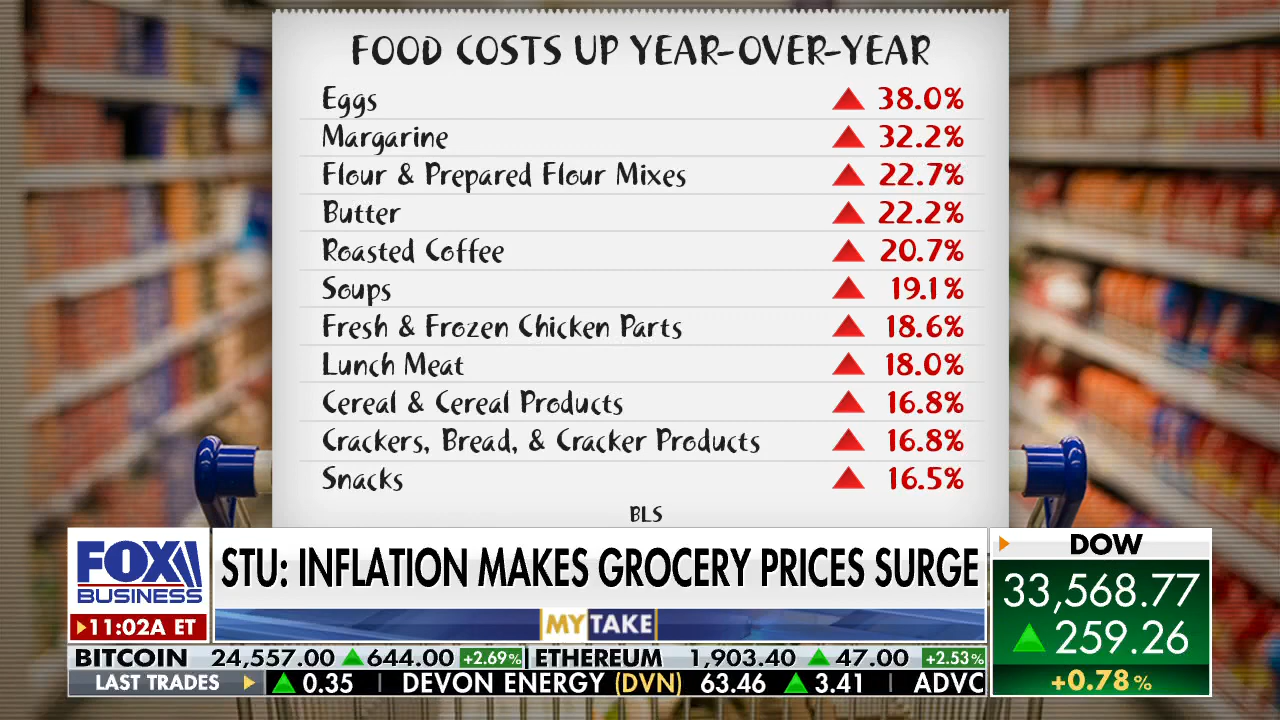 FOOD COSTS UP YEAR-OVER-YEAR
Eggs ▲ 38.0%
Margarine ▲ 32.2%
Flour & Prepared Flour Mixes ▲ 22.7%
Butter ▲ 22.2%
Roasted Coffee ▲ 20.7%
Soups ▲ 19.1%
Fresh & Frozen Chicken Parts ▲ 18.6%
Lunch Meat ▲ 18.0%
Cereal & Cereal Products ▲ 16.8%
Crackers, Bread, & Cracker Products ▲ 16.8%
Snacks ▲ 16.5%
BLS
FOX
BUSINESS
11:02A ET
STU: INFLATION MAKES GROCERY PRICES SURGE
MY TAKE
DOW
33,568.77
▲ 259.26
+0.78%
BITCOIN 24,557.00 ▲ 644.00 +2.69% ETHEREUM 1,903.40 ▲ 47.00 +2.53%
LAST TRADES ▲ 0.35 | DEVON ENERGY (DVN) 63.46 ▲ 3.41 | ADVC